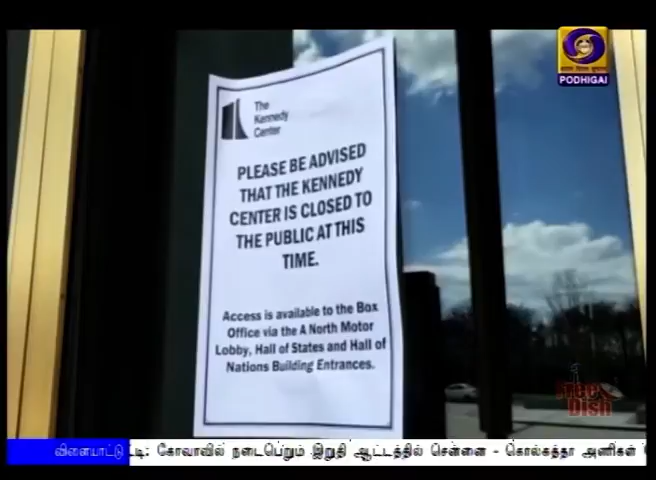 PODHIGAI
The
Kennedy
Center
PLEASE BE ADVISED
THAT THE KENNEDY
CENTER IS CLOSED TO
THE PUBLIC AT THIS
TIME.
Access is available to the Box
Office via the A North Motor
Lobby, Hall of States and Hall of
Nations Building Entrances.
Free
Dish
விளையாட்டு
கோவாவில் நடைபெறும் இறுதி ஆட்டத்தில் சென்னை - கொல்கத்தா அணிகள்